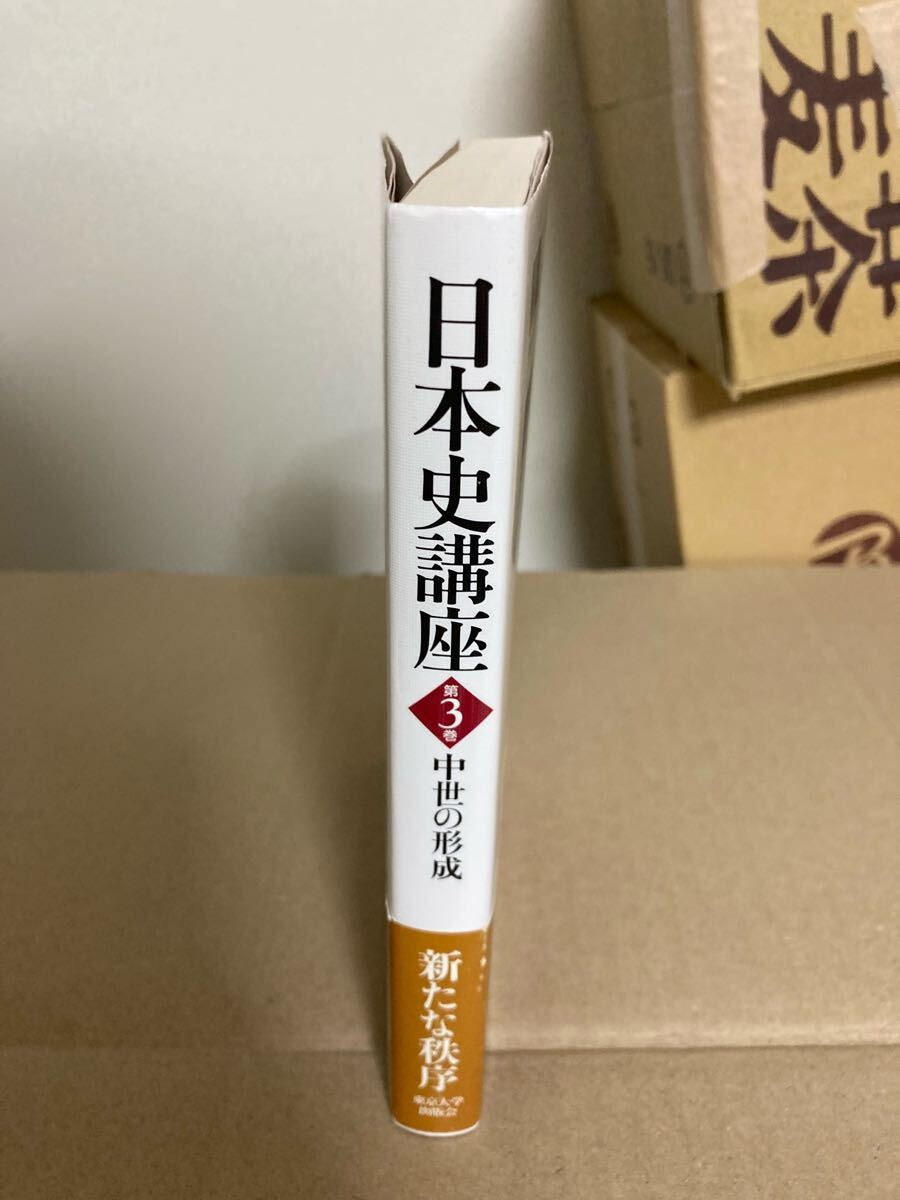 日本史講座
第3巻
中世の形成
新たな秩序
東京大学
出版会